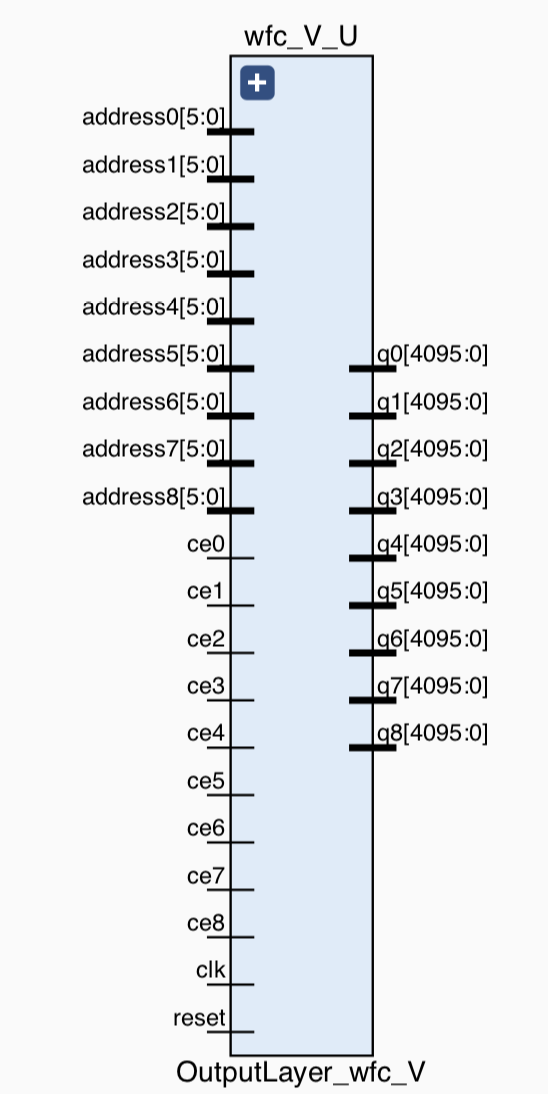 wfc_V_U
address0[5:0]
address1[5:0]
address2[5:0]
address3[5:0]
address4[5:0]
address5[5:0] q0[4095:0]
address6[5:0] q1[4095:0]
address7[5:0] q2[4095:0]
address8[5:0] q3[4095:0]
ce0 q4[4095:0]
ce1 q5[4095:0]
ce2 q6[4095:0]
ce3 q7[4095:0]
ce4 q8[4095:0]
ce5
ce6
ce7
ce8
clk
reset
OutputLayer_wfc_V